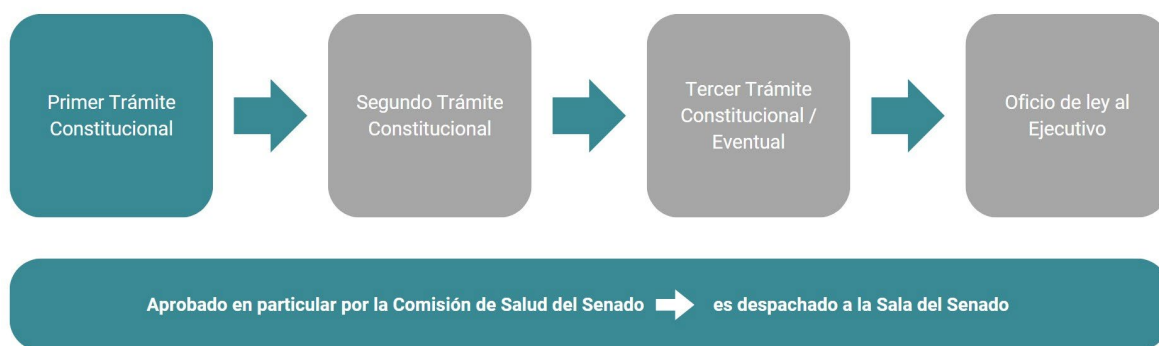 Primer Trámite
Constitucional
Segundo Trámite
Constitucional
Tercer Trámite
Constitucional /
Eventual
Oficio de ley al
Ejecutivo
Aprobado en particular por la Comisión de Salud del Senado es despachado a la Sala del Senado